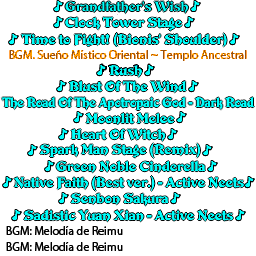 ♪ Grandfather's Wish ♪
♪ Clock Tower Stage ♪
♪ Time to Fight! (Bionis' Shoulder) ♪
BGM. Sueño Místico Oriental ~ Templo Ancestral
♪ Rush ♪
♪ Blust Of The Wind ♪
The Road Of The Apotropaic God - Dark Road
♪ Moonlit Melee ♪
♪ Heart Of Witch ♪
♪ Spark Man Stage (Remix) ♪
♪ Green Noble Cinderella ♪
♪ Native Faith (Best ver.) - Active Neets ♪
♪ Senbon Sakura ♪
♪ Sadistic Yuan Xian - Active Neets ♪
BGM: Melodía de Reimu
BGM: Melodía de Reimu